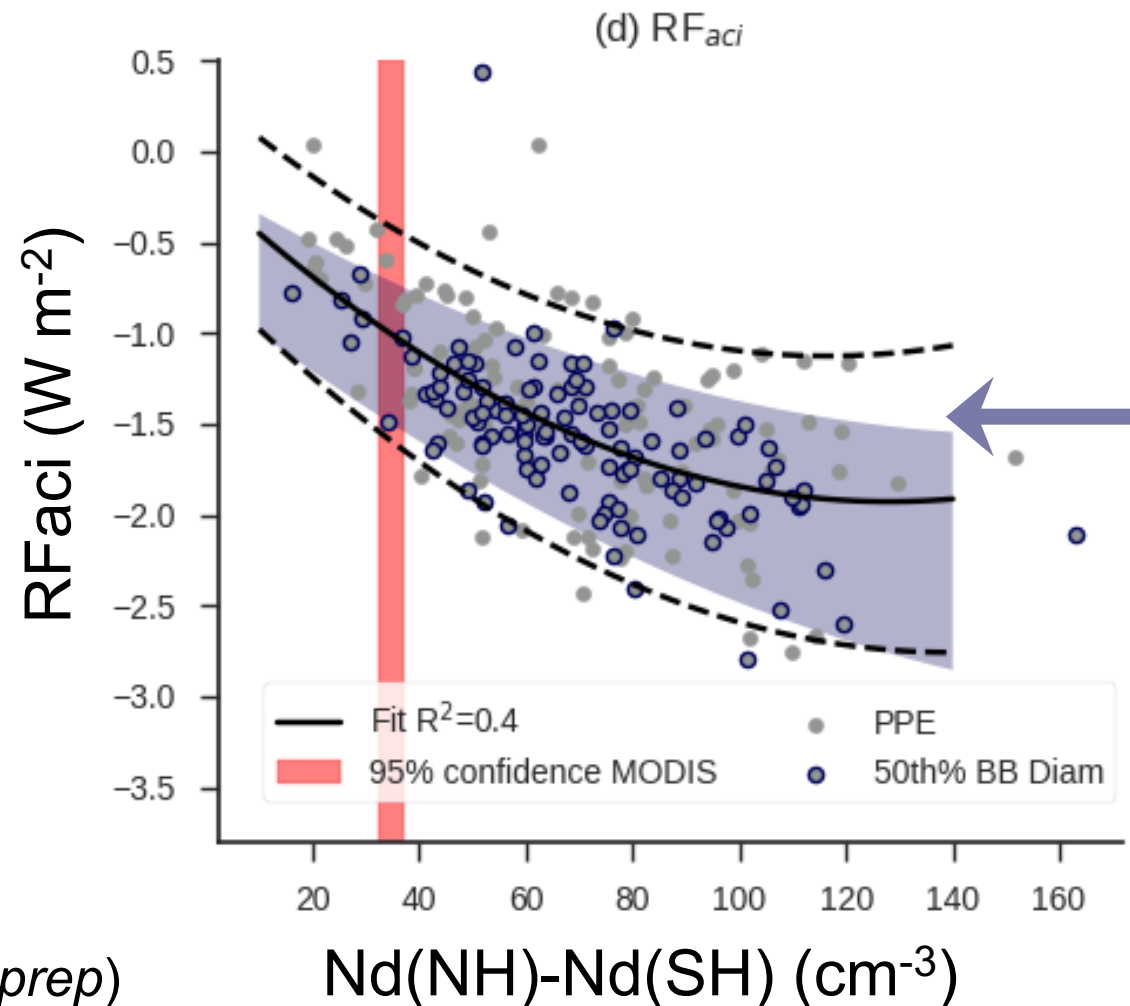 (d) RFaci
0.5
0.0
−0.5
−1.0
−1.5
−2.0
−2.5
−3.0
−3.5
RFaci (W m-2)
Fit R2=0.4
95% confidence MODIS
PPE
50th% BB Diam
20 40 60 80 100 120 140 160
prep) Nd(NH)-Nd(SH) (cm-3)